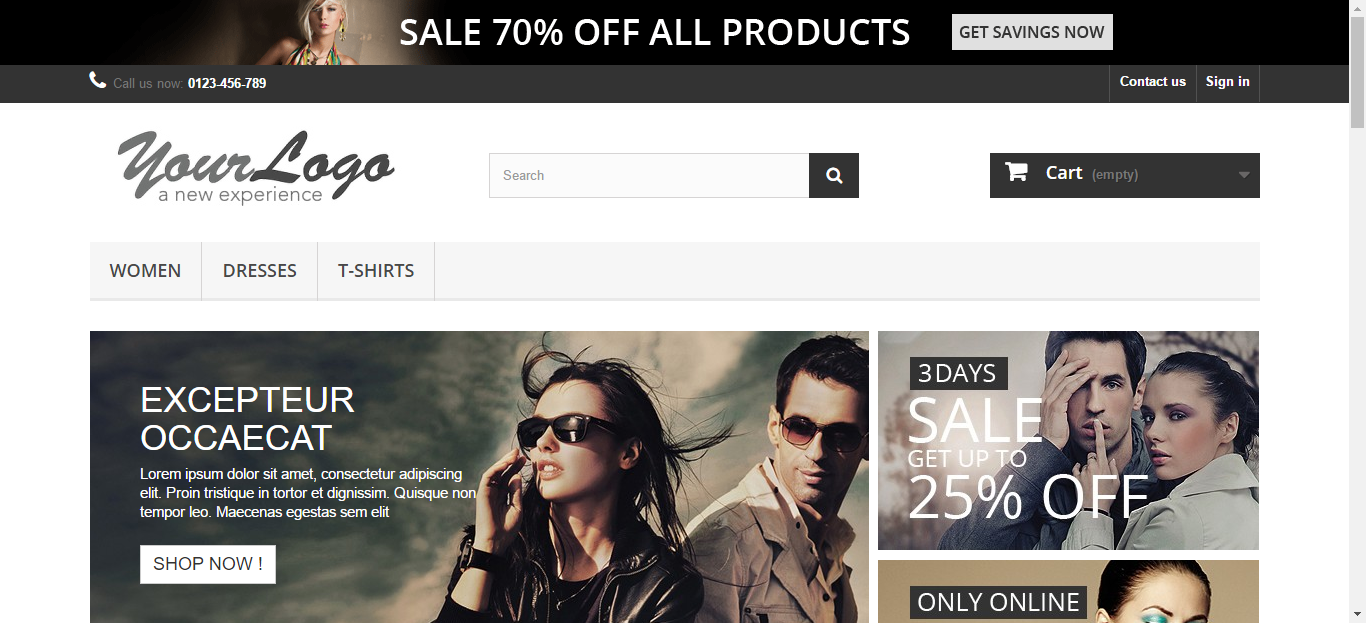 SALE 70% OFF ALL PRODUCTS
GET SAVINGS NOW
Call us now: 0123-456-789
Contact us
Sign in
YourLogo
a new experience
Search
Cart (empty)
WOMEN
DRESSES
T-SHIRTS
EXCEPTEUR
OCCAECAT
Lorem ipsum dolor sit amet, consectetur adipiscing
elit. Proin tristique in tortor et dignissim. Quisque non
tempor leo. Maecenas egestas sem elit
SHOP NOW !
3 DAYS
SALE
GET UP TO
25% OFF
ONLY ONLINE